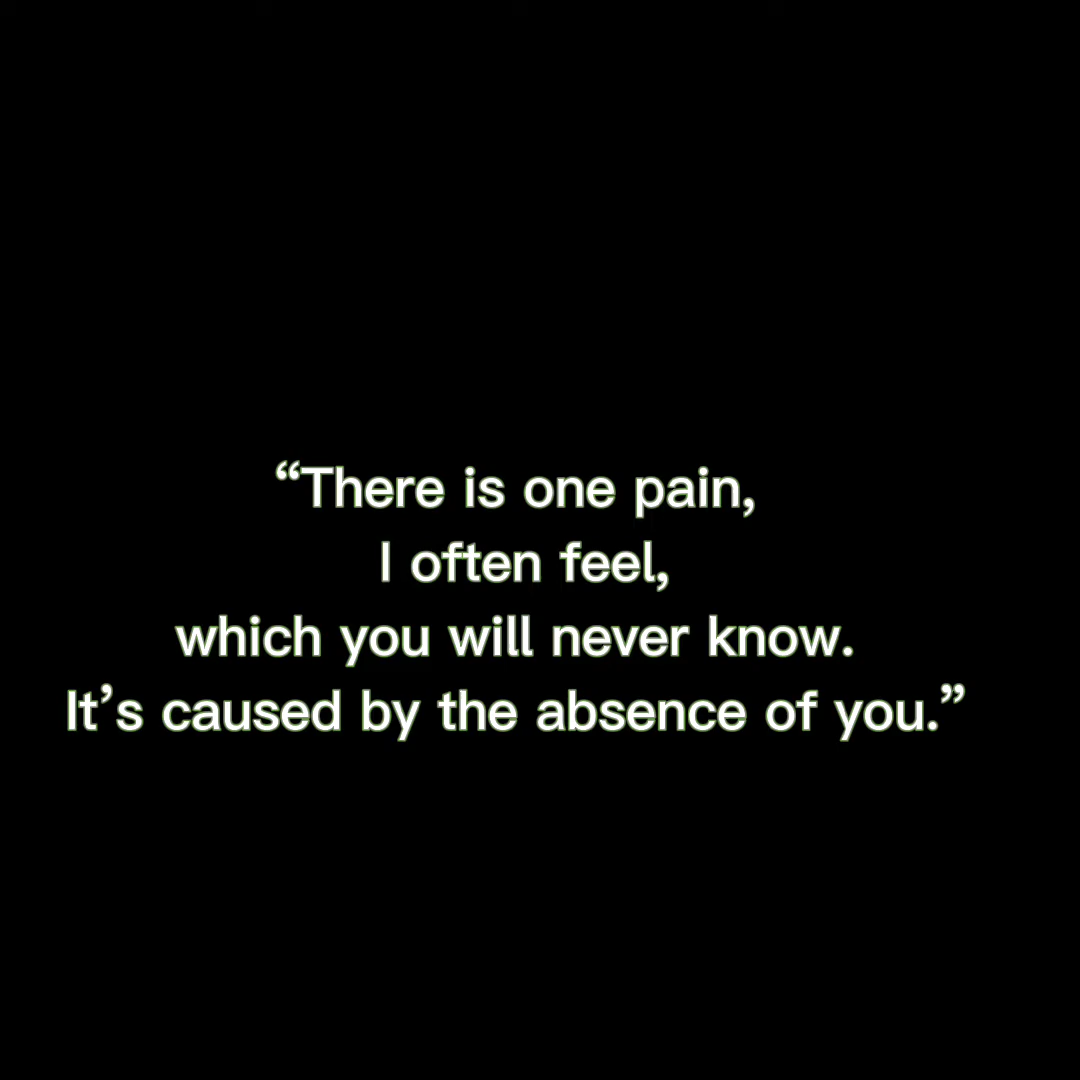 “There is one pain,
I often feel,
which you will never know.
It’s caused by the absence of you.”